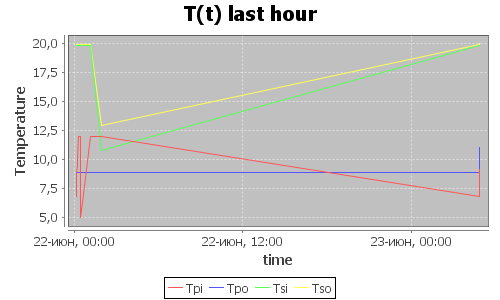 T(t) last hour
Temperature
20,0
17,5
15,0
12,5
10,0
7,5
5,0
22-июн, 00:00 22-июн, 12:00 23-июн, 00:00
time
Tpi Tpo Tsi Tso